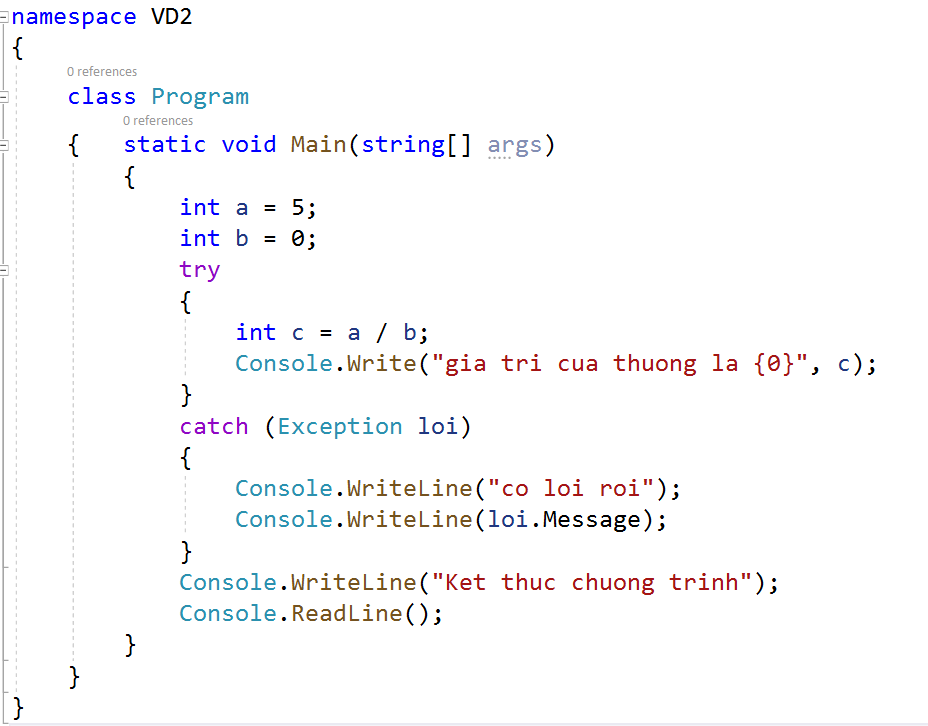 namespace VD2
{
0 references
class Program
0 references
{ static void Main(string[] args)
{
int a = 5;
int b = 0;
try
{
int c = a / b;
Console.Write("gia tri cua thuong la {0}", c);
}
catch (Exception loi)
{
Console.WriteLine("co loi roi");
Console.WriteLine(loi.Message);
}
Console.WriteLine("Ket thuc chuong trinh");
Console.ReadLine();
}
}
}